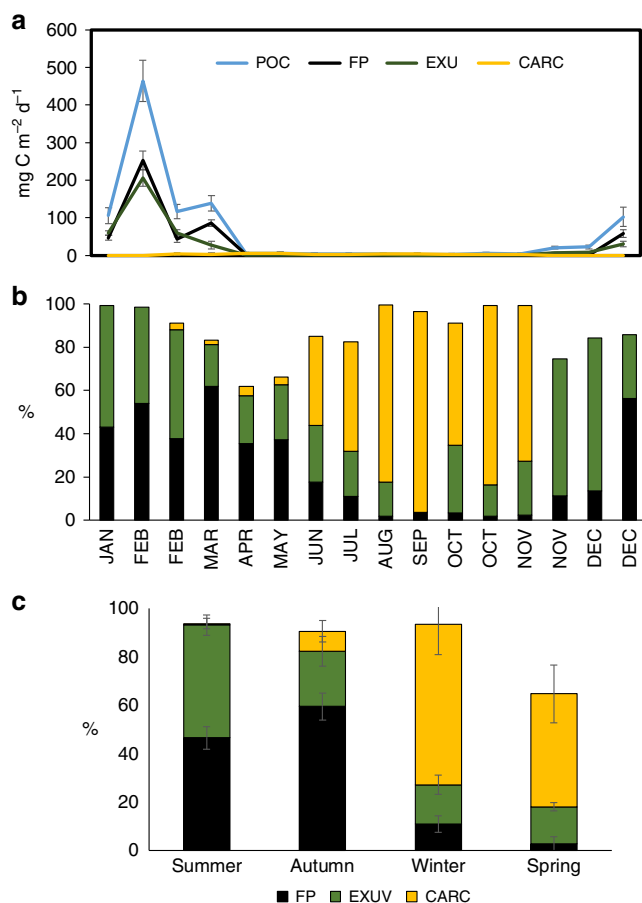 a
600
500
400
300
200
100
0
mg C m−2 d−1
POC FP EXU CARC
b
100
80
60
40
20
0
%
JAN FEB FEB MAR APR MAY JUN JUL AUG SEP OCT OCT NOV NOV DEC DEC
c
100
80
60
40
20
0
%
Summer Autumn Winter Spring
FP EXUV CARC